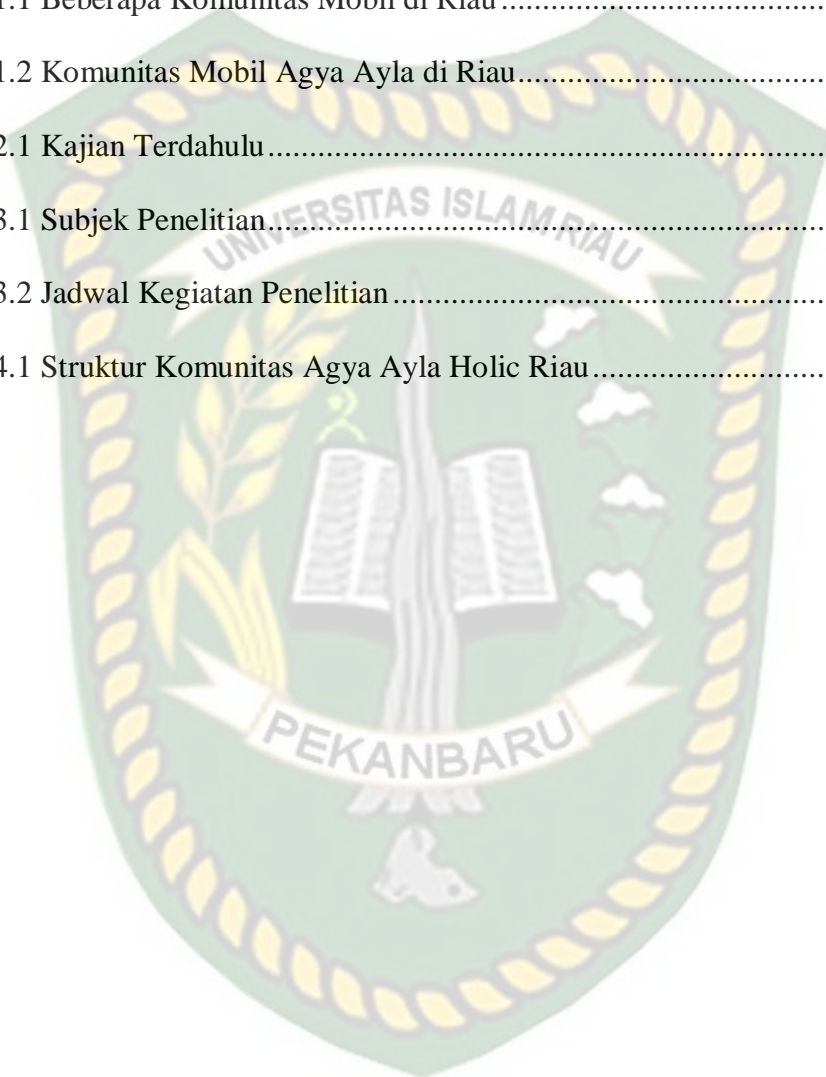 1.1 Beberapa Komunitas Mobil di Riau
1.2 Komunitas Mobil Agya Ayla di Riau
2.1 Kajian Terdahulu
3.1 Subjek Penelitian
UNIVERSITAS ISLAM RIAU
3.2 Jadwal Kegiatan Penelitian
4.1 Struktur Komunitas Agya Ayla Holic Riau
PEKANBARU